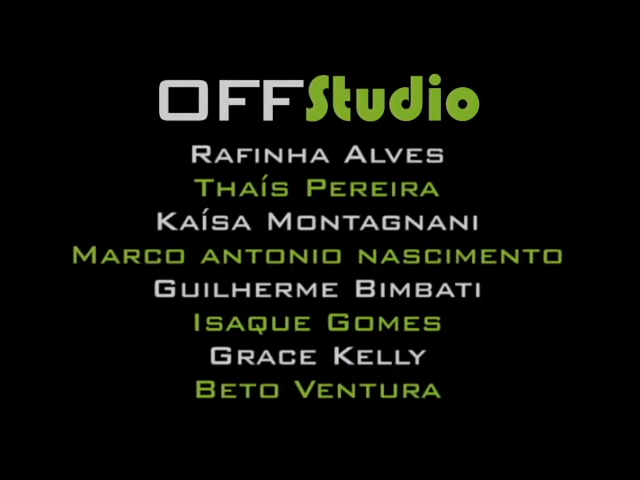 OFFStudio
RAFINHA ALVES
THAÍS PEREIRA
KAÍSA MONTAGNANI
MARCO ANTONIO NASCIMENTO
GUILHERME BIMBATI
ISAQUE GOMES
GRACE KELLY
BETO VENTURA